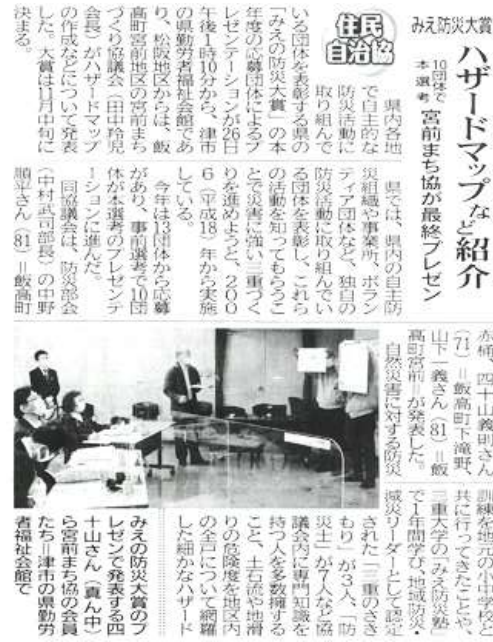 みえ防災大賞
ハザードマップなど紹介
10団体で本選考
宮前まち協が最終プレゼン
住民自治協
県内各地
で自主的な
防災活動に
取り組んで
いる団体を表彰する県の
「みえの防災大賞」の本
年度の応募団体によるプ
レゼンテーションが26日
午後1時10分から、津市
の県勤労者福祉会館であ
り、松阪地区からは、飯
高町宮前地区の宮前まち
づくり協議会(田中玲児
会長)がハザードマップ
の作成などについて発表
した。大賞は11月中旬に
決まる。
県では、県内の自主防
災組織や事業所、ボラン
ティア団体など、独自の
防災活動に取り組んでい
る団体を表彰し、これら
の活動を知ってもらうこ
とで災害に強い三重づく
りを進めようと、200
6(平成18)年から実施
している。
今年は13団体から応募
があり、事前選考で10団
体が本選考のプレゼンテ
ーションに進んだ。
同協議会は、防災部会
(中村武司部長)の中野
順平さん(81)=飯高町
赤桶、四十山義則さん
(71)=飯高町下滝野、
山下一義さん(81)=飯
高町宮前=が発表した。
自然災害に対する防災
訓練を地元の小中学校と
共に行ってきたことや、
三重大学のみえ防災塾
で1年間学び、地域防災・
減災リーダーとして認定
された「三重のさき
もり」が3人、「防
災士」が7人など協
議会内に専門知識を
持つ人を多数擁する
こと、土石流や地滑
りの危険度を地区内
の全戸について網羅
した細かなハザード
みえの防災大賞のプ
レゼンで発表する四
十山さん(真ん中)
ら宮前まち協の会員
たち=津市の県勤労
者福祉会館で